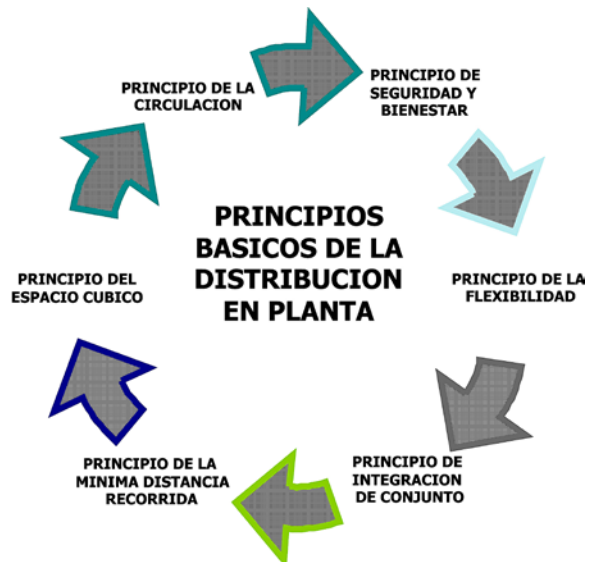 PRINCIPIO DE LA
CIRCULACION
PRINCIPIO DE
SEGURIDAD Y
BIENESTAR
PRINCIPIOS
BASICOS DE LA
DISTRIBUCION
EN PLANTA
PRINCIPIO DEL
ESPACIO CUBICO
PRINCIPIO DE LA
FLEXIBILIDAD
PRINCIPIO DE LA
MINIMA DISTANCIA
RECORRIDA
PRINCIPIO DE
INTEGRACION
DE CONJUNTO